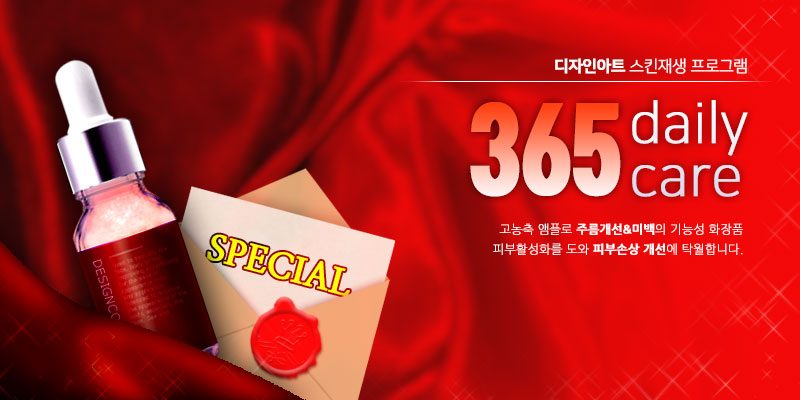 디자인아트 스킨재생 프로그램
365 daily care
고농축 앰플로 주름개선&미백의 기능성 화장품
피부활성화를 도와 피부손상 개선에 탁월합니다.
SPECIAL
DESIGNCO